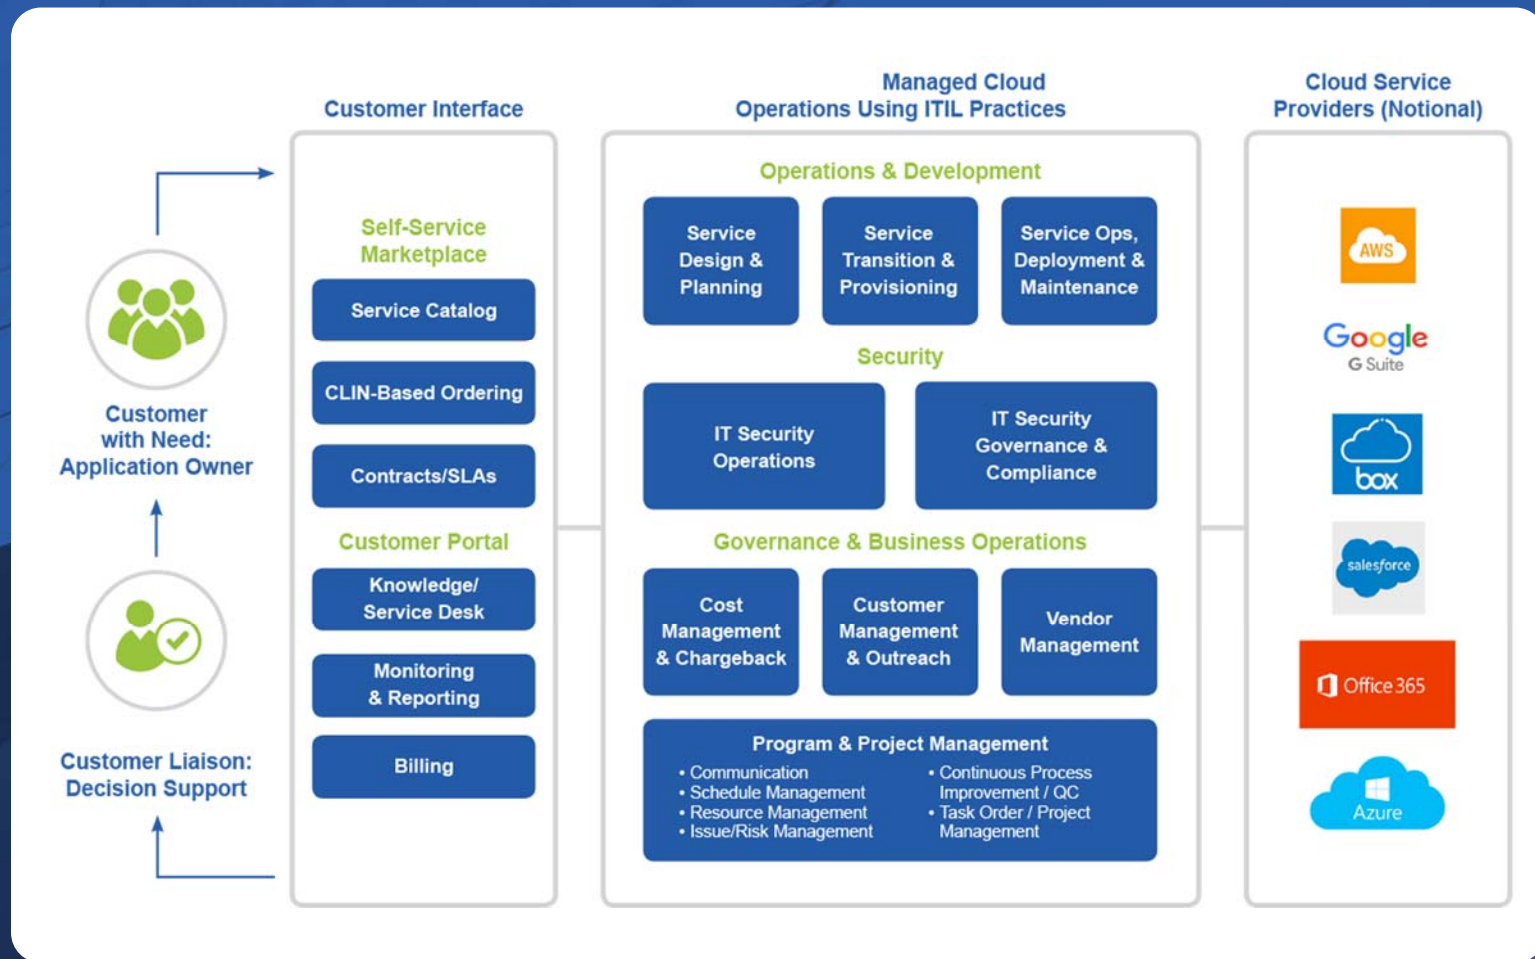 Customer
with Need:
Application Owner
Customer Liaison:
Decision Support
Customer Interface
Self-Service
Marketplace
Service Catalog
CLIN-Based Ordering
Contracts/SLAs
Customer Portal
Knowledge/
Service Desk
Monitoring
& Reporting
Billing
Managed Cloud
Operations Using ITIL Practices
Operations & Development
Service
Design &
Planning
Service
Transition &
Provisioning
Service Ops,
Deployment &
Maintenance
Security
IT Security
Operations
IT Security
Governance &
Compliance
Governance & Business Operations
Cost
Management
& Chargeback
Customer
Management
& Outreach
Vendor
Management
Program & Project Management
• Communication
• Schedule Management
• Resource Management
• Issue/Risk Management
• Continuous Process
Improvement / QC
• Task Order / Project
Management
Cloud Service
Providers (Notional)
AWS
Google
G Suite
box
salesforce
Office 365
Azure